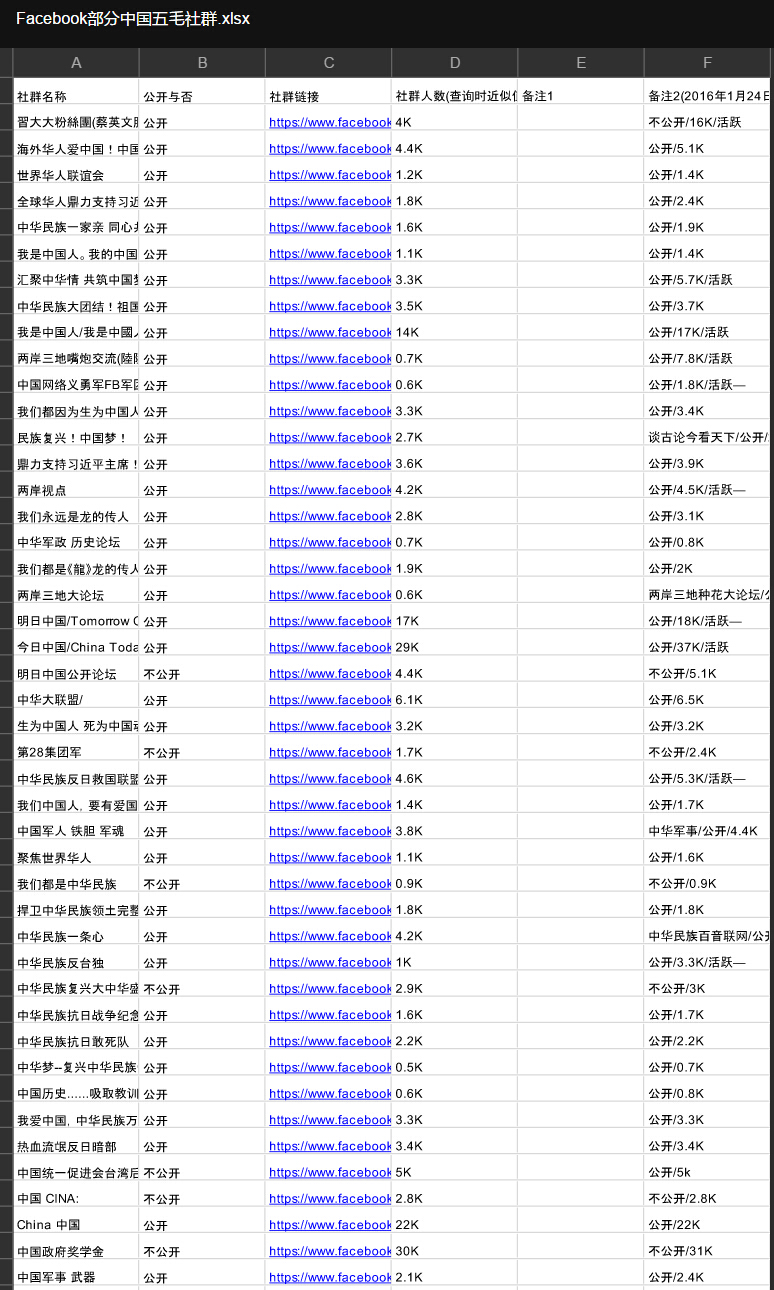 Facebook部分中国五毛社群.xlsx
A B C D E F
社群名称 公开与否 社群链接 社群人数(查询时近似 备注1 备注2(2016年1月24日
習大大粉絲團(蔡英文 公开 https://www.facebook 4K 不公开/16K/活跃
海外华人爱中国！中国 公开 https://www.facebook 4.4K 公开/5.1K
世界华人联谊会 公开 https://www.facebook 1.2K 公开/1.4K
全球华人鼎力支持习近 公开 https://www.facebook 1.8K 公开/2.4K
中华民族一家亲 同心 公开 https://www.facebook 1.6K 公开/1.9K
我是中国人。我的中国 公开 https://www.facebook 1.1K 公开/1.4K
汇聚中华情 共筑中国 公开 https://www.facebook 3.3K 公开/5.7K/活跃
中华民族大团结！祖国 公开 https://www.facebook 3.5K 公开/3.7K
我是中国人/我是中國人 公开 https://www.facebook 14K 公开/17K/活跃
两岸三地嘴炮交流(陸 公开 https://www.facebook 0.7K 公开/7.8K/活跃
中国网络义勇军FB军团 公开 https://www.facebook 0.6K 公开/1.8K/活跃—
我们都因为生为中国人 公开 https://www.facebook 3.3K 公开/3.4K
民族复兴！中国梦！ 公开 https://www.facebook 2.7K 谈古论今看天下/公开/
鼎力支持习近平主席！ 公开 https://www.facebook 3.6K 公开/3.9K
两岸视点 公开 https://www.facebook 4.2K 公开/4.5K/活跃—
我们永远是龙的传人 公开 https://www.facebook 2.8K 公开/3.1K
中华军政 历史论坛 公开 https://www.facebook 0.7K 公开/0.8K
我们都是《龍》龙的传人 公开 https://www.facebook 1.9K 公开/2K
两岸三地大论坛 公开 https://www.facebook 0.6K 两岸三地种花大论坛/公
明日中国/Tomorrow C 公开 https://www.facebook 17K 公开/18K/活跃—
今日中国/China Toda 公开 https://www.facebook 29K 公开/37K/活跃
明日中国公开论坛 不公开 https://www.facebook 4.4K 不公开/5.1K
中华大联盟/ 公开 https://www.facebook 6.1K 公开/6.5K
生为中国人 死为中国魂 公开 https://www.facebook 3.2K 公开/3.2K
第28集团军 不公开 https://www.facebook 1.7K 不公开/2.4K
中华民族反日救国联盟 公开 https://www.facebook 4.6K 公开/5.3K/活跃—
我们中国人，要有爱国 公开 https://www.facebook 1.4K 公开/1.7K
中国军人 铁胆 军魂 公开 https://www.facebook 3.8K 中华军事/公开/4.4K
聚焦世界华人 公开 https://www.facebook 1.1K 公开/1.6K
我们都是中华民族 不公开 https://www.facebook 0.9K 不公开/0.9K
捍卫中华民族领土完整 公开 https://www.facebook 1.8K 公开/1.8K
中华民族一条心 公开 https://www.facebook 4.2K 中华民族百音联网/公开
中华民族反台独 公开 https://www.facebook 1K 公开/3.3K/活跃—
中华民族复兴大中华盛 不公开 https://www.facebook 2.9K 不公开/3K
中华民族抗日战争纪念 公开 https://www.facebook 1.6K 公开/1.7K
中华民族抗日敢死队 公开 https://www.facebook 2.2K 公开/2.2K
中华梦--复兴中华民族 公开 https://www.facebook 0.5K 公开/0.7K
中国历史......吸取教训 公开 https://www.facebook 0.6K 公开/0.8K
我爱中国，中华民族万 公开 https://www.facebook 3.3K 公开/3.3K
热血流氓反日暗部 公开 https://www.facebook 3.4K 公开/3.4K
中国统一促进会台湾后 不公开 https://www.facebook 5K 公开/5k
中国 CINA: 不公开 https://www.facebook 2.8K 不公开/2.8K
China 中国 公开 https://www.facebook 22K 公开/22K
中国政府奖学金 不公开 https://www.facebook 30K 不公开/31K
中国军事 武器 公开 https://www.facebook 2.1K 公开/2.4K